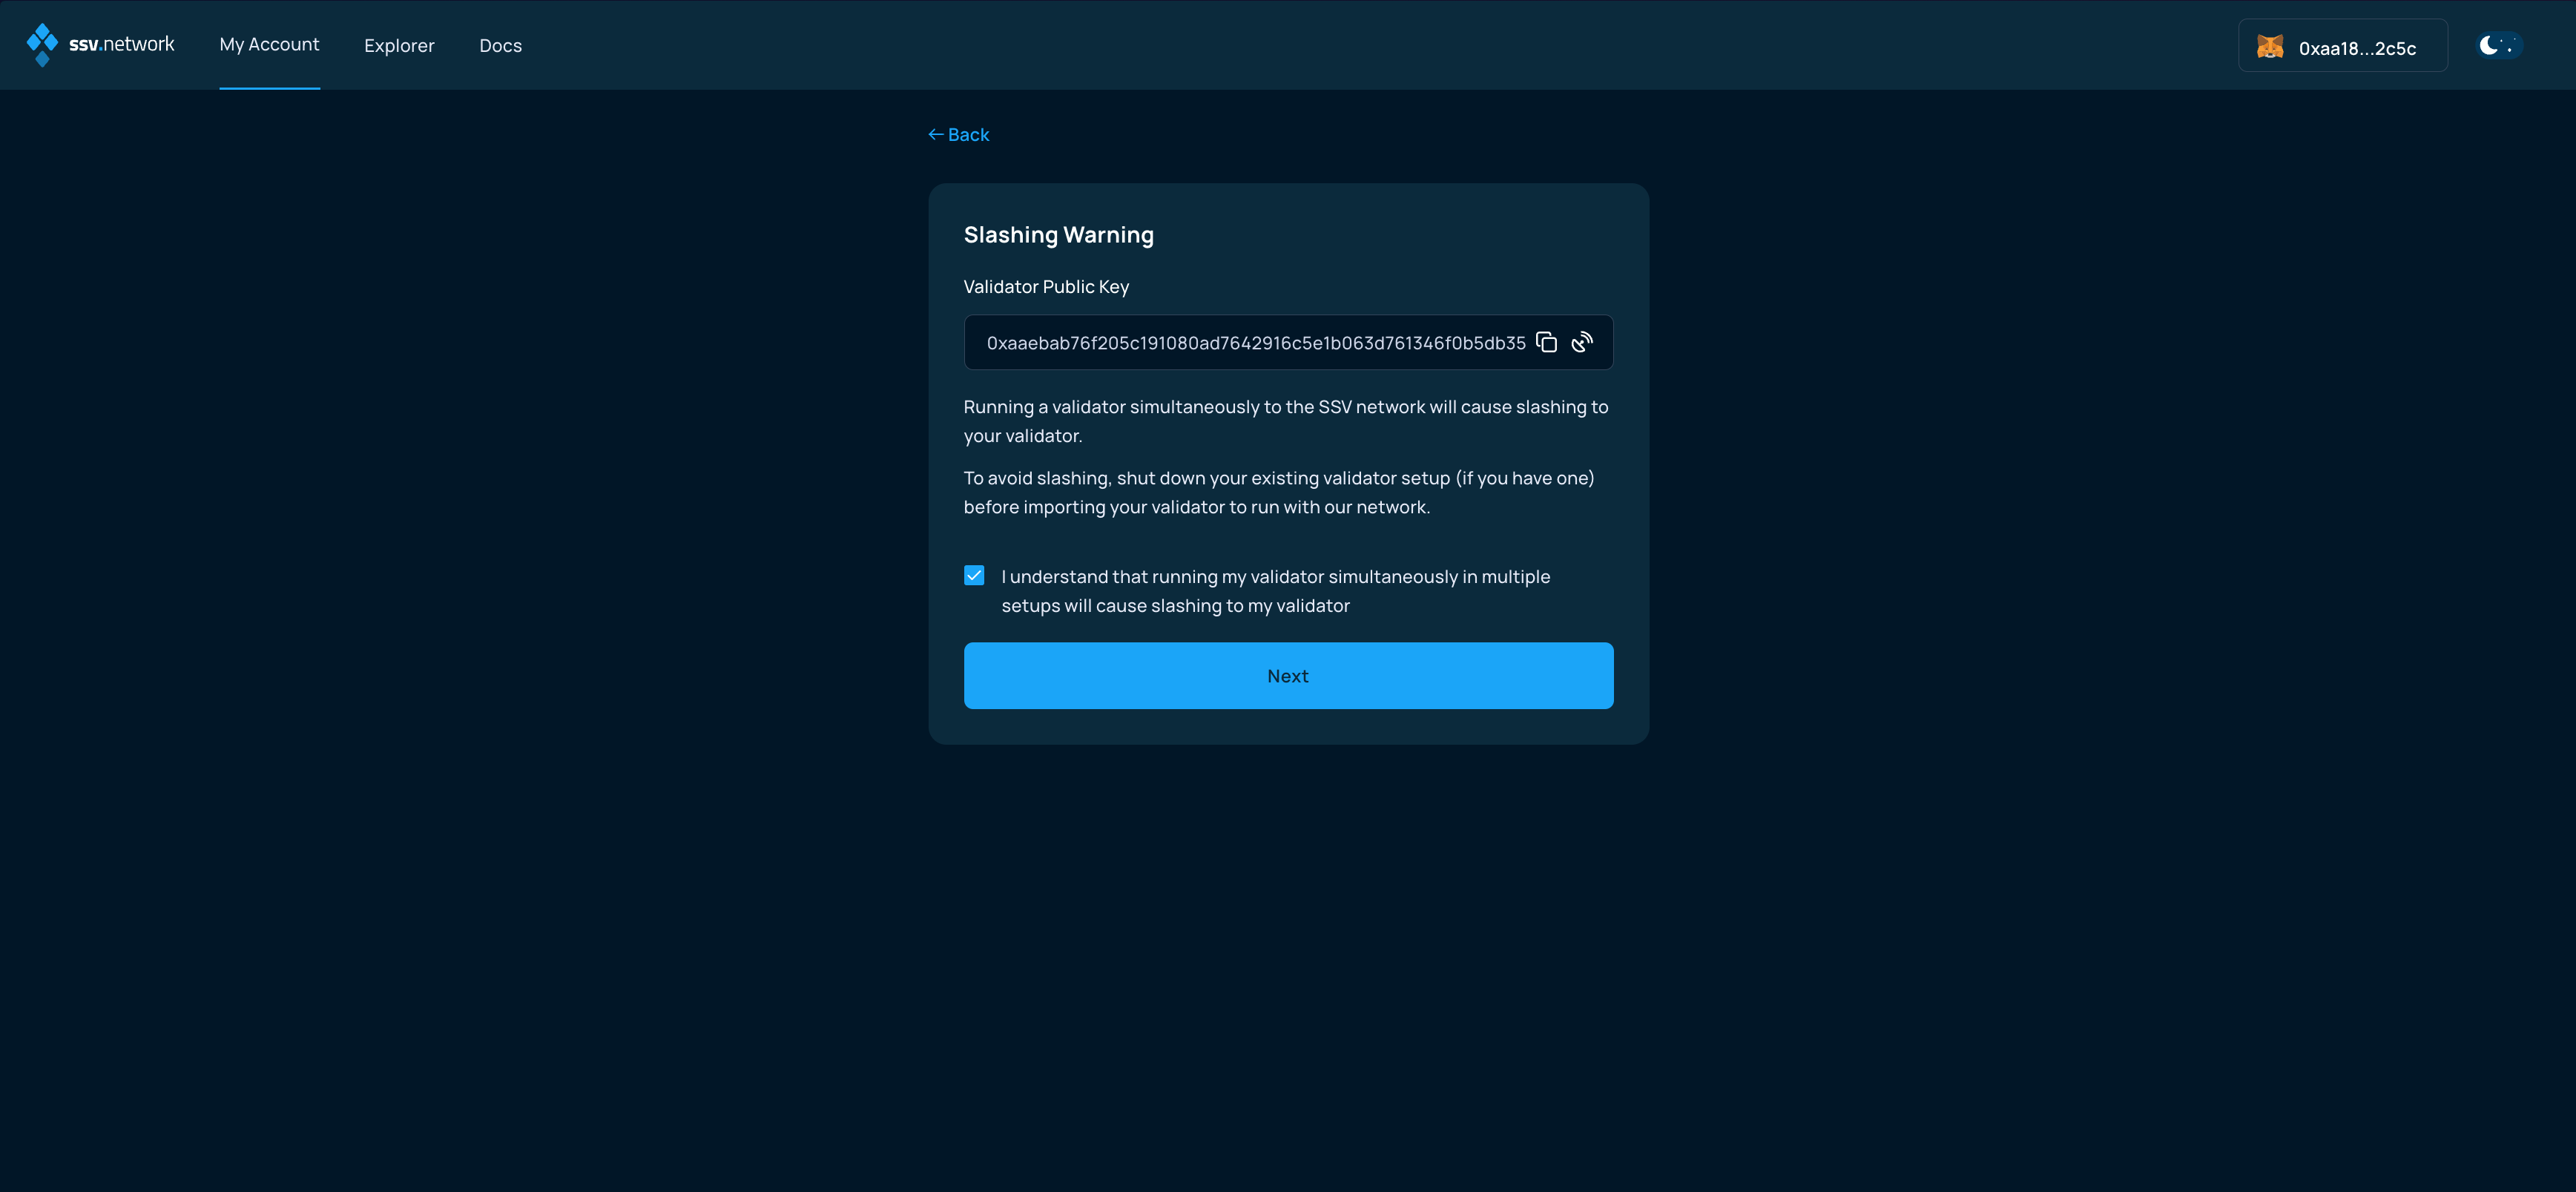 ssv.network
My Account
Explorer
Docs
0xaa18...2c5c
Back
Slashing Warning
Validator Public Key
0xaaebab76f205c191080ad7642916c5e1b063d761346f0b5db35
Running a validator simultaneously to the SSV network will cause slashing to
your validator.
To avoid slashing, shut down your existing validator setup (if you have one)
before importing your validator to run with our network.
I understand that running my validator simultaneously in multiple
setups will cause slashing to my validator
Next